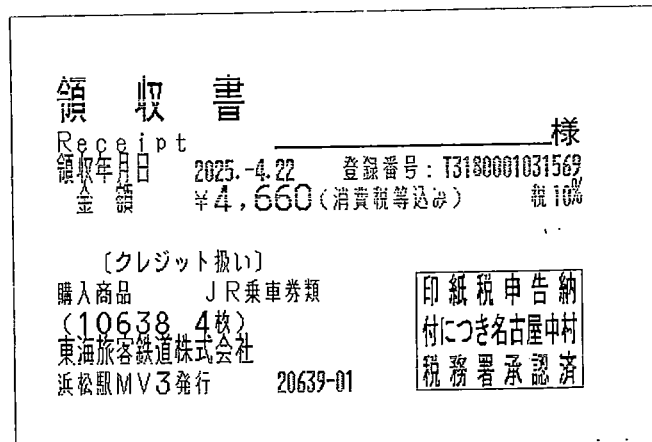 領収書
Receipt 様
領収年月日 2025.-4.22 登録番号：T3180001031569
金額 ¥4,660(消費税等込み) 税10%
〔クレジット扱い〕
購入商品 JR乗車券類
(10638 4枚)
東海旅客鉄道株式会社
浜松駅MV3発行 20639-01
印紙税申告納
付につき名古屋中村
税務署承認済